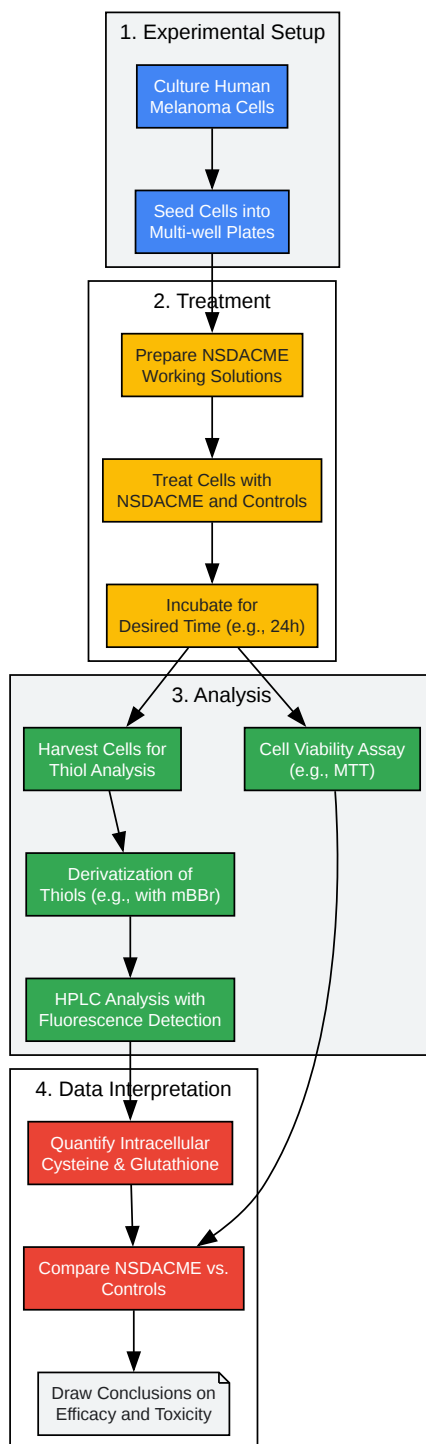 1. Experimental Setup
Culture Human
Melanoma Cells
Seed Cells into
Multi-well Plates
2. Treatment
Prepare NSDACME
Working Solutions
Treat Cells with
NSDACME and Controls
Incubate for
Desired Time (e.g., 24h)
3. Analysis
Harvest Cells for
Thiol Analysis
Cell Viability Assay
(e.g., MTT)
Derivatization of
Thiols (e.g., with mBBr)
HPLC Analysis with
Fluorescence Detection
4. Data Interpretation
Quantify Intracellular
Cysteine & Glutathione
Compare NSDACME vs.
Controls
Draw Conclusions on
Efficacy and Toxicity